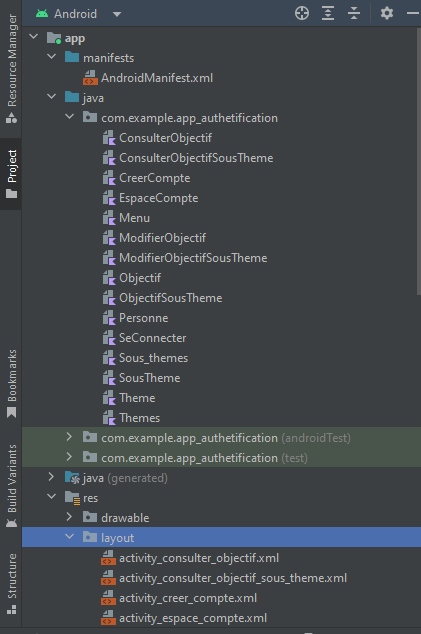 Android
Resource Manager
Project
Bookmarks
Build Variants
Structure
app
manifests
AndroidManifest.xml
java
com.example.app_authetification
ConsulterObjectif
ConsulterObjectifSousTheme
CreerCompte
EspaceCompte
Menu
ModifierObjectif
ModifierObjectifSousTheme
Objectif
ObjectifSousTheme
Personne
SeConnecter
Sous_themes
SousTheme
Theme
Themes
com.example.app_authetification (androidTest)
com.example.app_authetification (test)
java (generated)
res
drawable
layout
activity_consulter_objectif.xml
activity_consulter_objectif_sous_theme.xml
activity_creer_compte.xml
activity_espace_compte.xml